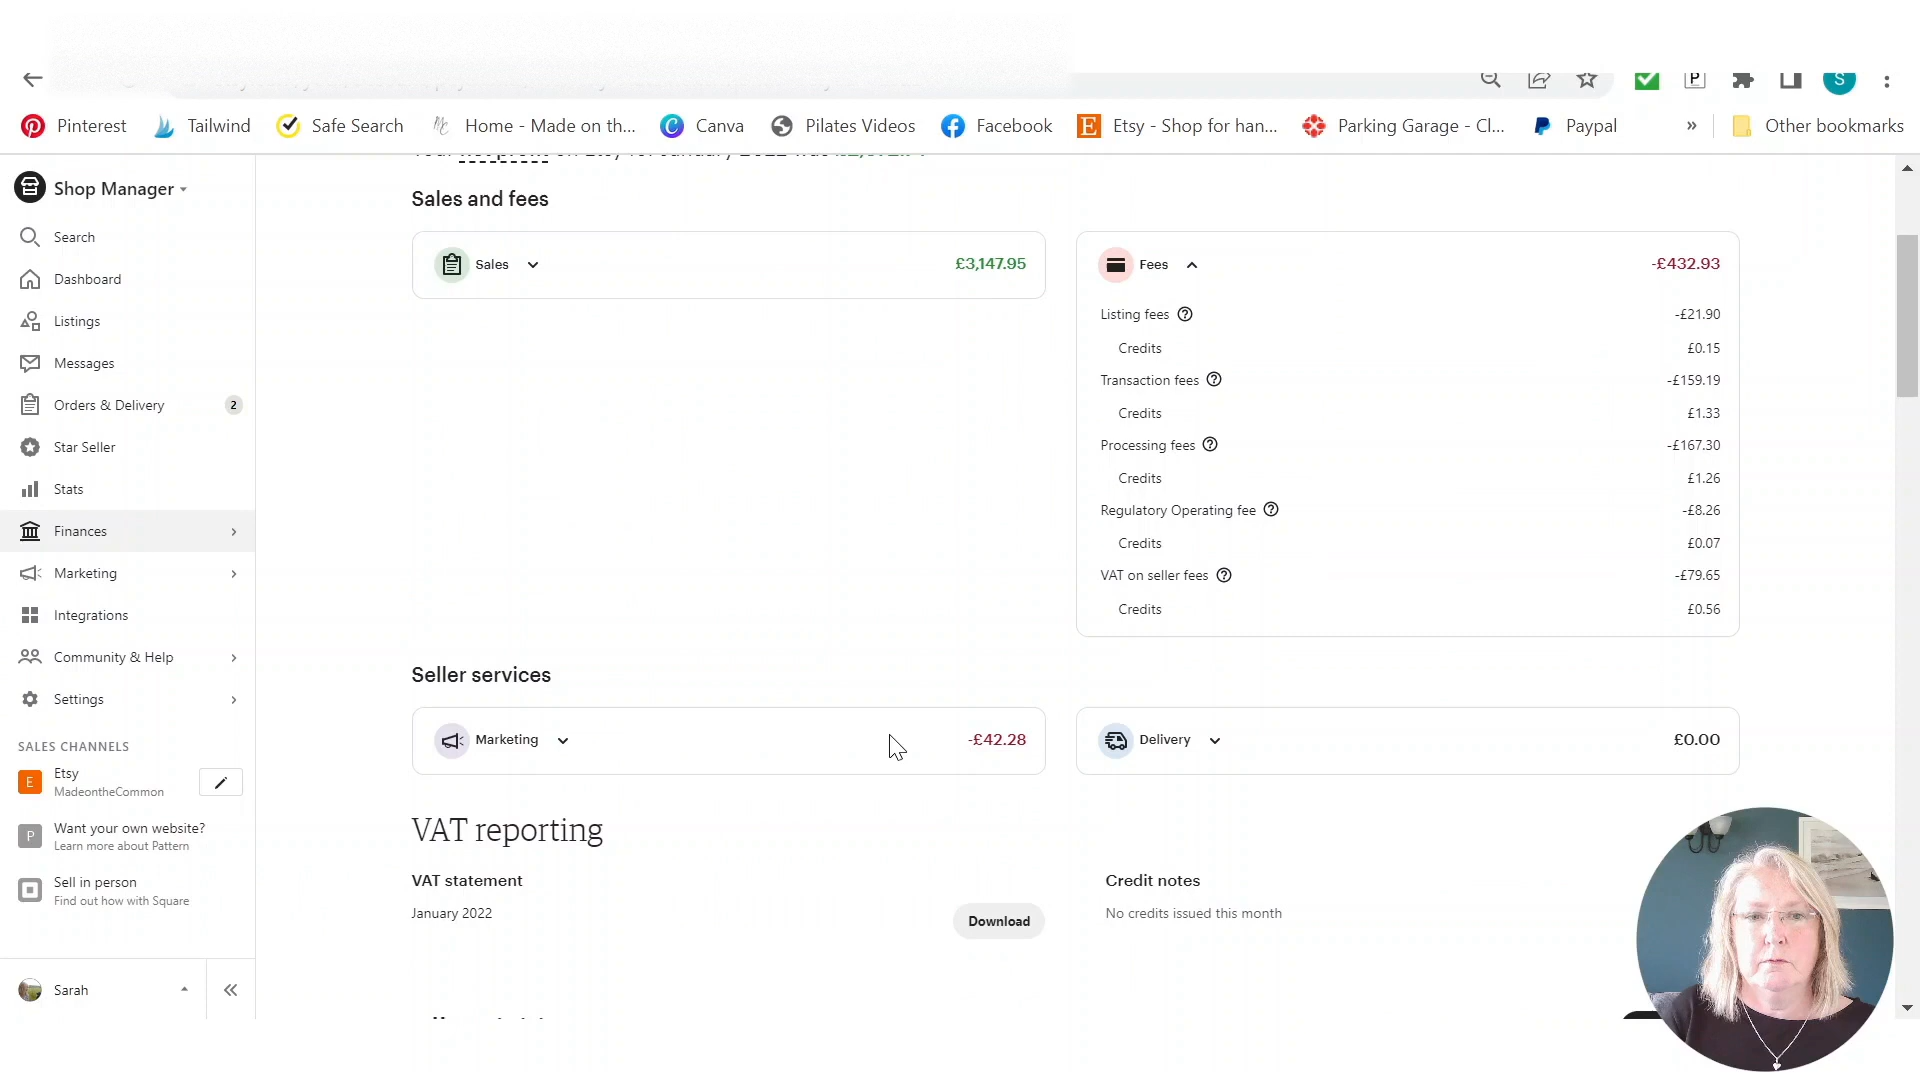 Pinterest Tailwind Safe Search Home - Made on th... Canva Pilates Videos Facebook Etsy - Shop for han... Parking Garage - Cl... Paypal » Other bookmarks
Shop Manager
Search
Dashboard
Listings
Messages
Orders & Delivery 2
Star Seller
Stats
Finances
Marketing
Integrations
Community & Help
Settings
SALES CHANNELS
E Etsy
MadeontheCommon
P Want your own website?
Learn more about Pattern
Sell in person
Find out how with Square
Sarah
Sales and fees
Sales £3,147.95
Fees -£432.93
Listing fees -£21.90
Credits £0.15
Transaction fees -£159.19
Credits £1.33
Processing fees -£167.30
Credits £1.26
Regulatory Operating fee -£8.26
Credits £0.07
VAT on seller fees -£79.65
Credits £0.56
Seller services
Marketing -£42.28
Delivery £0.00
VAT reporting
VAT statement
January 2022
Download
Credit notes
No credits issued this month